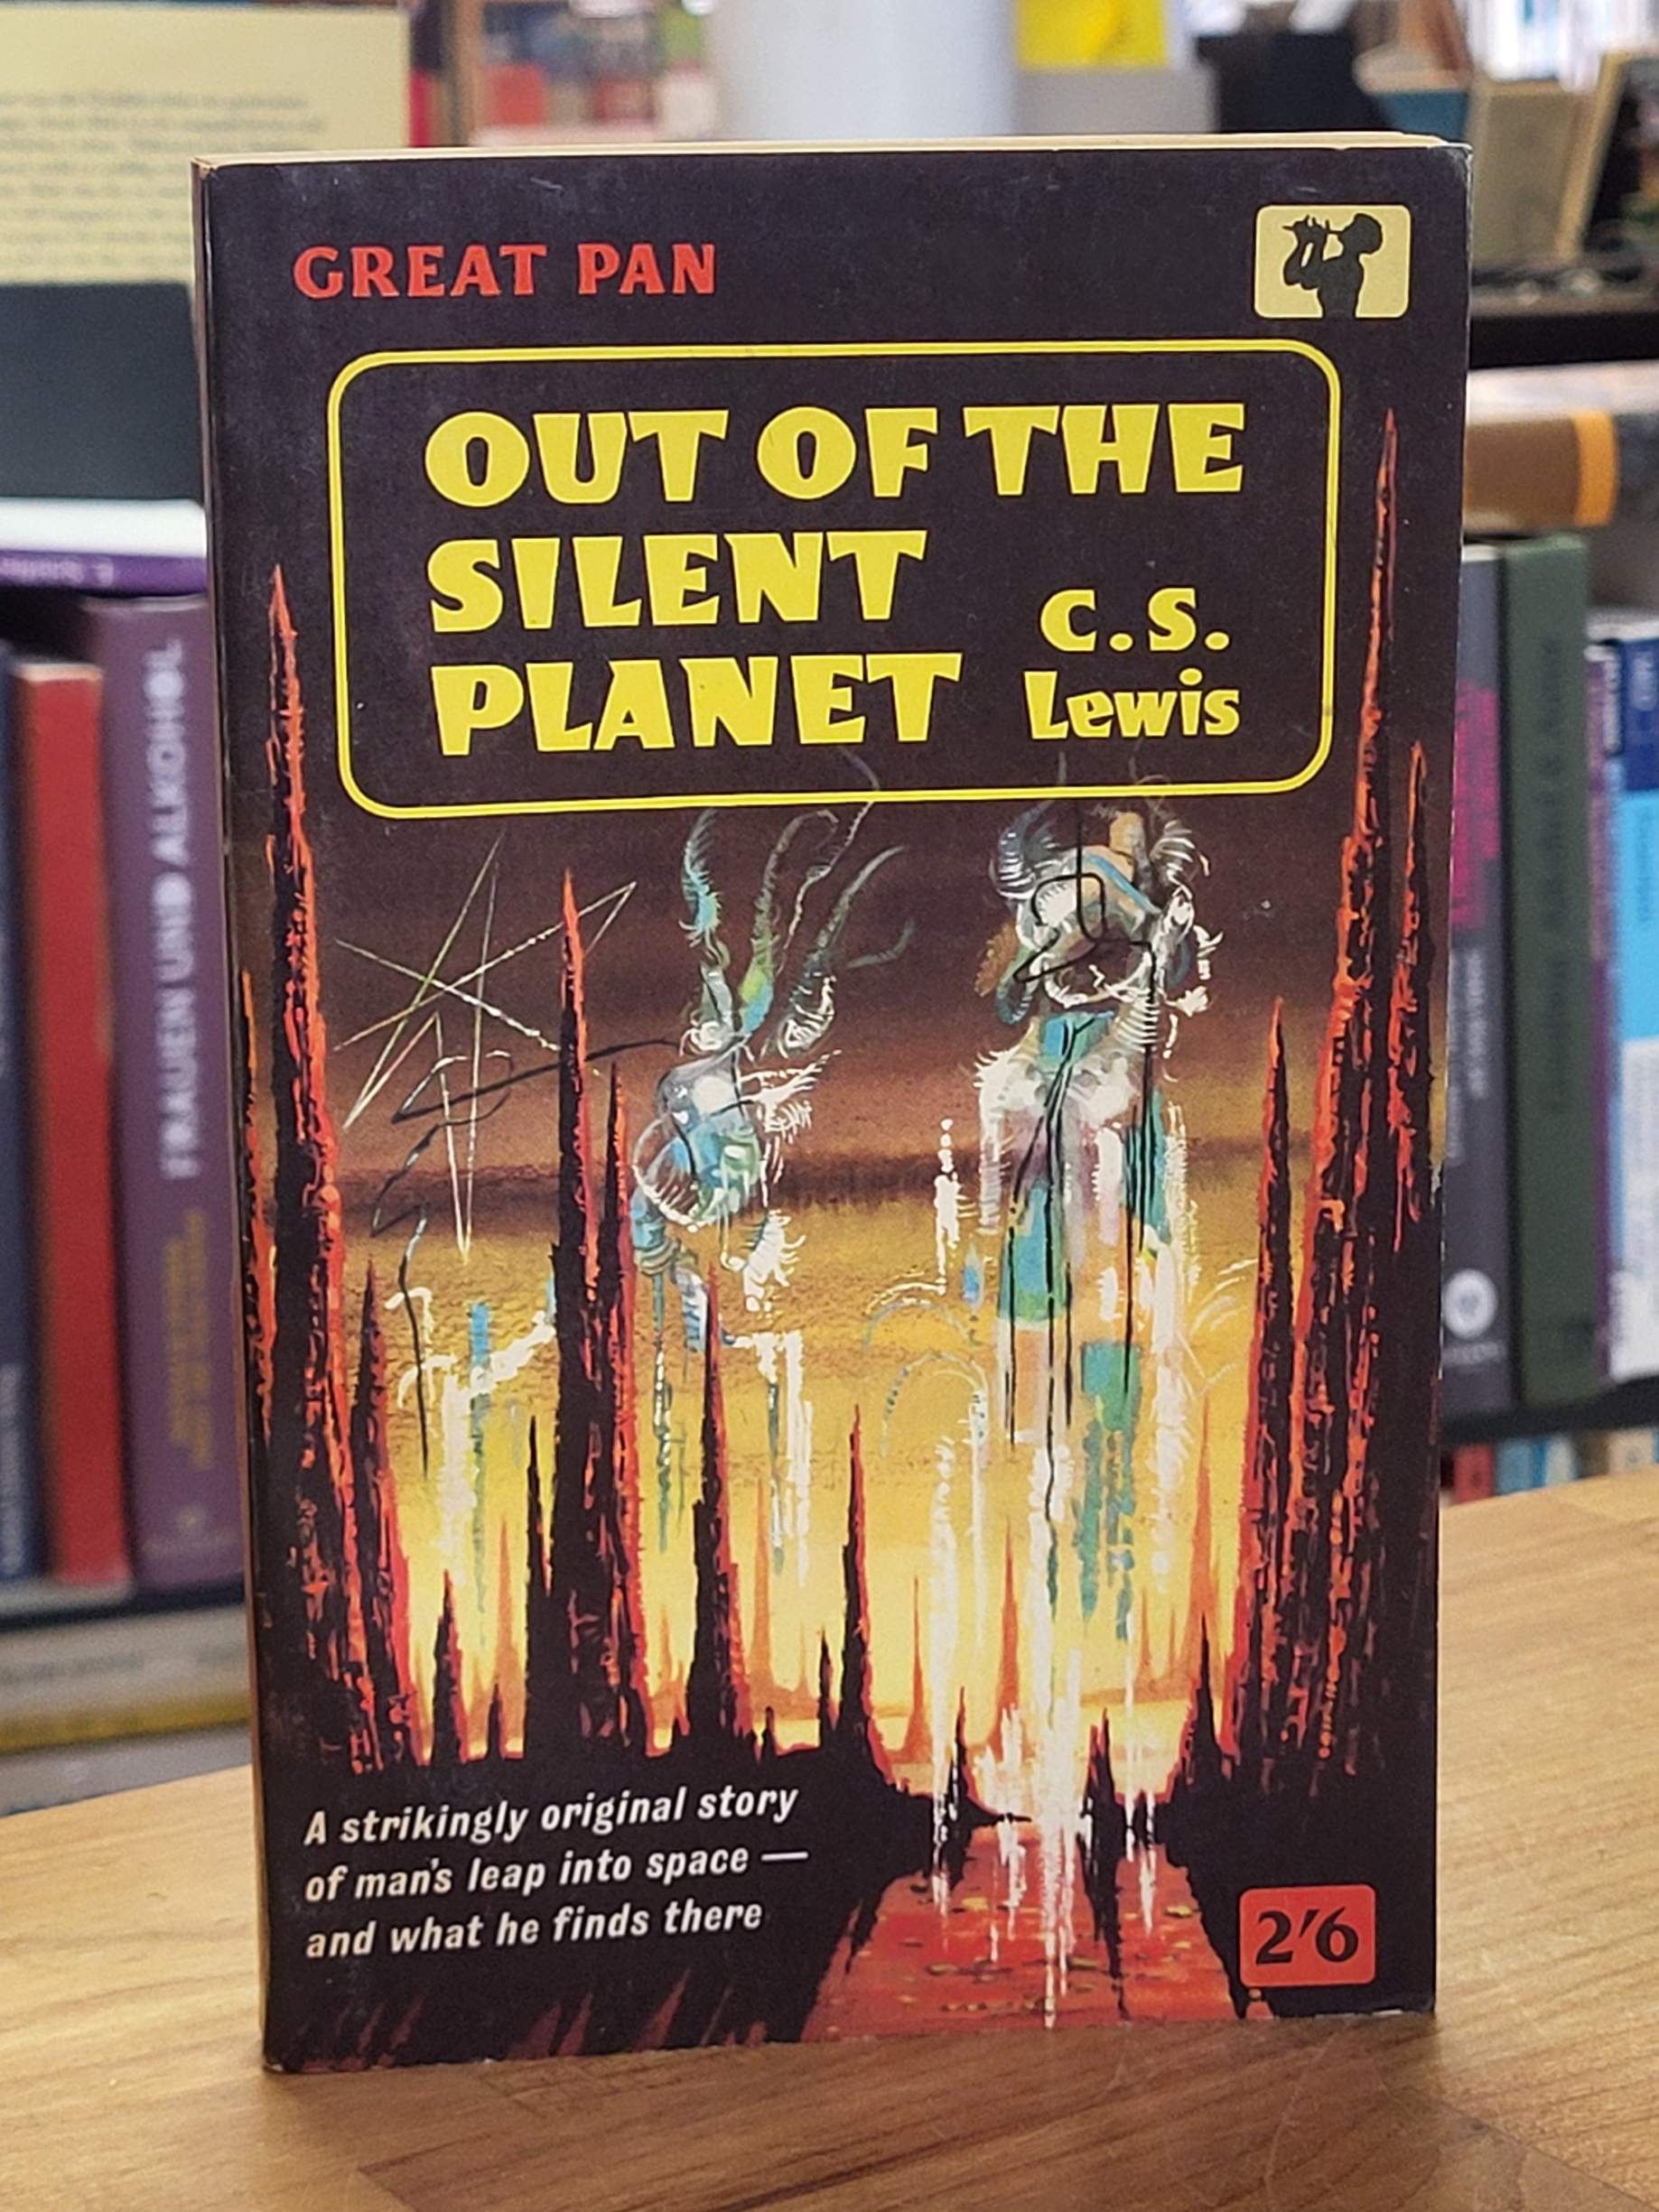 GREAT PAN
OUT OF THE
SILENT
PLANET
C.S.
Lewis
A strikingly original story
of man's leap into space —
and what he finds there
2'6
FRAUEN UND ALKOHOL